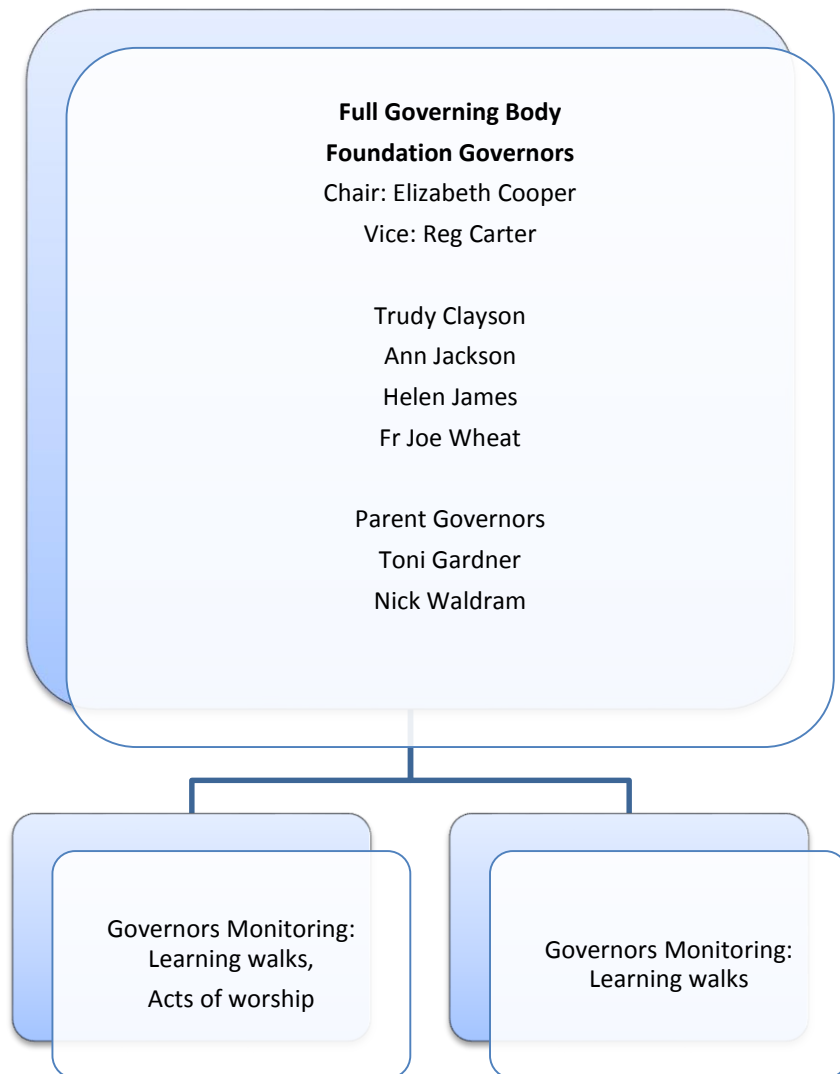 Full Governing Body
Foundation Governors
Chair: Elizabeth Cooper
Vice: Reg Carter
Trudy Clayson
Ann Jackson
Helen James
Fr Joe Wheat
Parent Governors
Toni Gardner
Nick Waldram
Governors Monitoring:
Learning walks,
Acts of worship
Governors Monitoring:
Learning walks